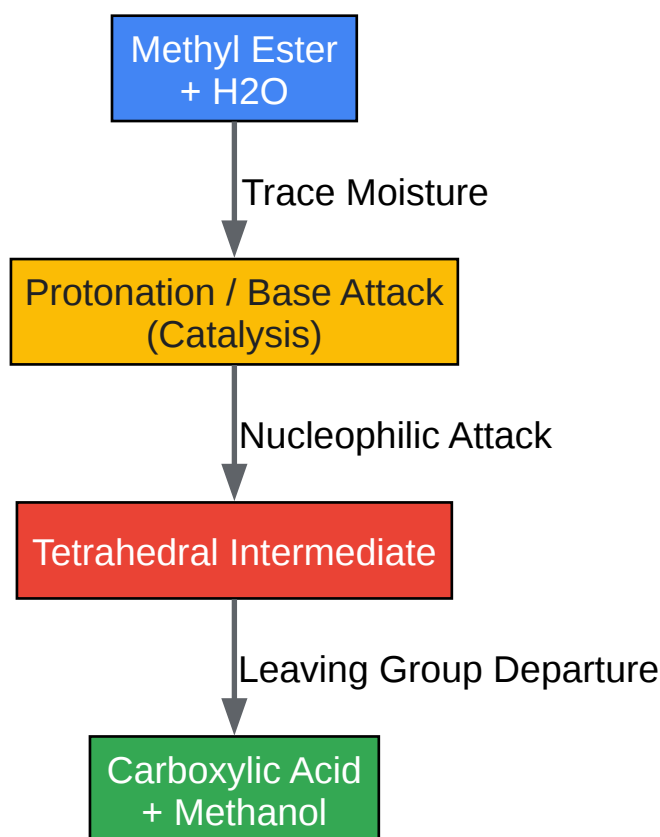 Methyl Ester
+ H2O
Trace Moisture
Protonation / Base Attack
(Catalysis)
Nucleophilic Attack
Tetrahedral Intermediate
Leaving Group Departure
Carboxylic Acid
+ Methanol